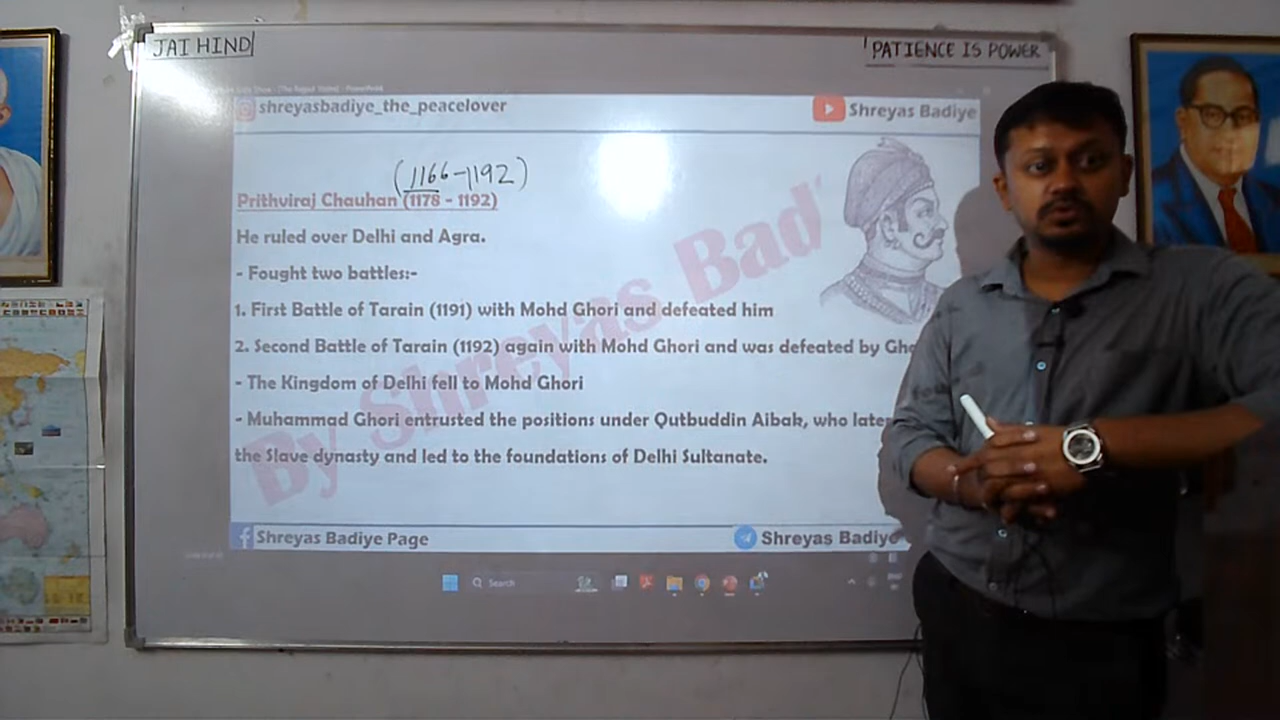 JAI HIND
PATIENCE IS POWER
shreyasbadiye_the_peacelover
Shreyas Badiye
(1166-1192)
Prithviraj Chauhan (1178 - 1192)
He ruled over Delhi and Agra.
- Fought two battles:-
1. First Battle of Tarain (1191) with Mohd Ghori and defeated him
2. Second Battle of Tarain (1192) again with Mohd Ghori and was defeated by
- The Kingdom of Delhi fell to Mohd Ghori
- Muhammad Ghori entrusted the positions under Qutbuddin Aibak, who later
the Slave dynasty and led to the foundations of Delhi Sultanate.
By Shreyas Bad
Shreyas Badiye Page
Shreyas Badiye
Search